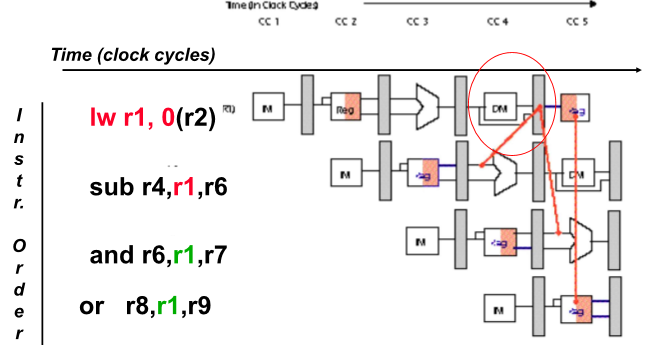 Time (in Clock Cycles)
CC 1 CC 2 CC 3 CC 4 CC 5
Time (clock cycles)
Instr. Order
lw r1, 0(r2)
IM Reg DM Reg
sub r4,r1,r6
IM Reg DM
and r6,r1,r7
IM Reg
or r8,r1,r9
IM Reg